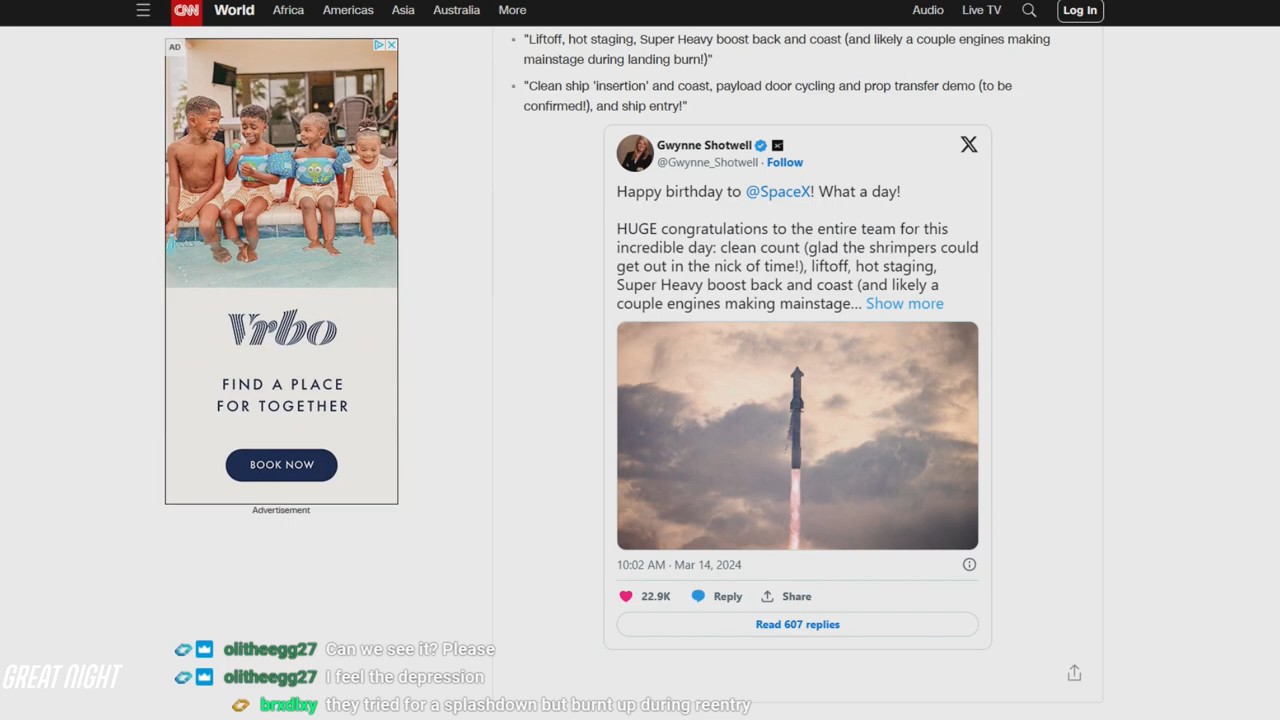 CNN World Africa Americas Asia Australia More Audio Live TV Log In
AD
"Liftoff, hot staging, Super Heavy boost back and coast (and likely a couple engines making
mainstage during landing burn!)"
"Clean ship 'insertion' and coast, payload door cycling and prop transfer demo (to be
confirmed!), and ship entry!"
Vrbo
FIND A PLACE
FOR TOGETHER
BOOK NOW
Advertisement
Gwynne Shotwell
@Gwynne_Shotwell · Follow
Happy birthday to @SpaceX! What a day!
HUGE congratulations to the entire team for this
incredible day: clean count (glad the shrimpers could
get out in the nick of time!), liftoff, hot staging,
Super Heavy boost back and coast (and likely a
couple engines making mainstage... Show more
10:02 AM · Mar 14, 2024
22.9K Reply Share
Read 607 replies
olitheegg27 Can we see it? Please
olitheegg27 I feel the depression
brxdlxy they tried for a splashdown but burnt up during reentry
GREAT NIGHT